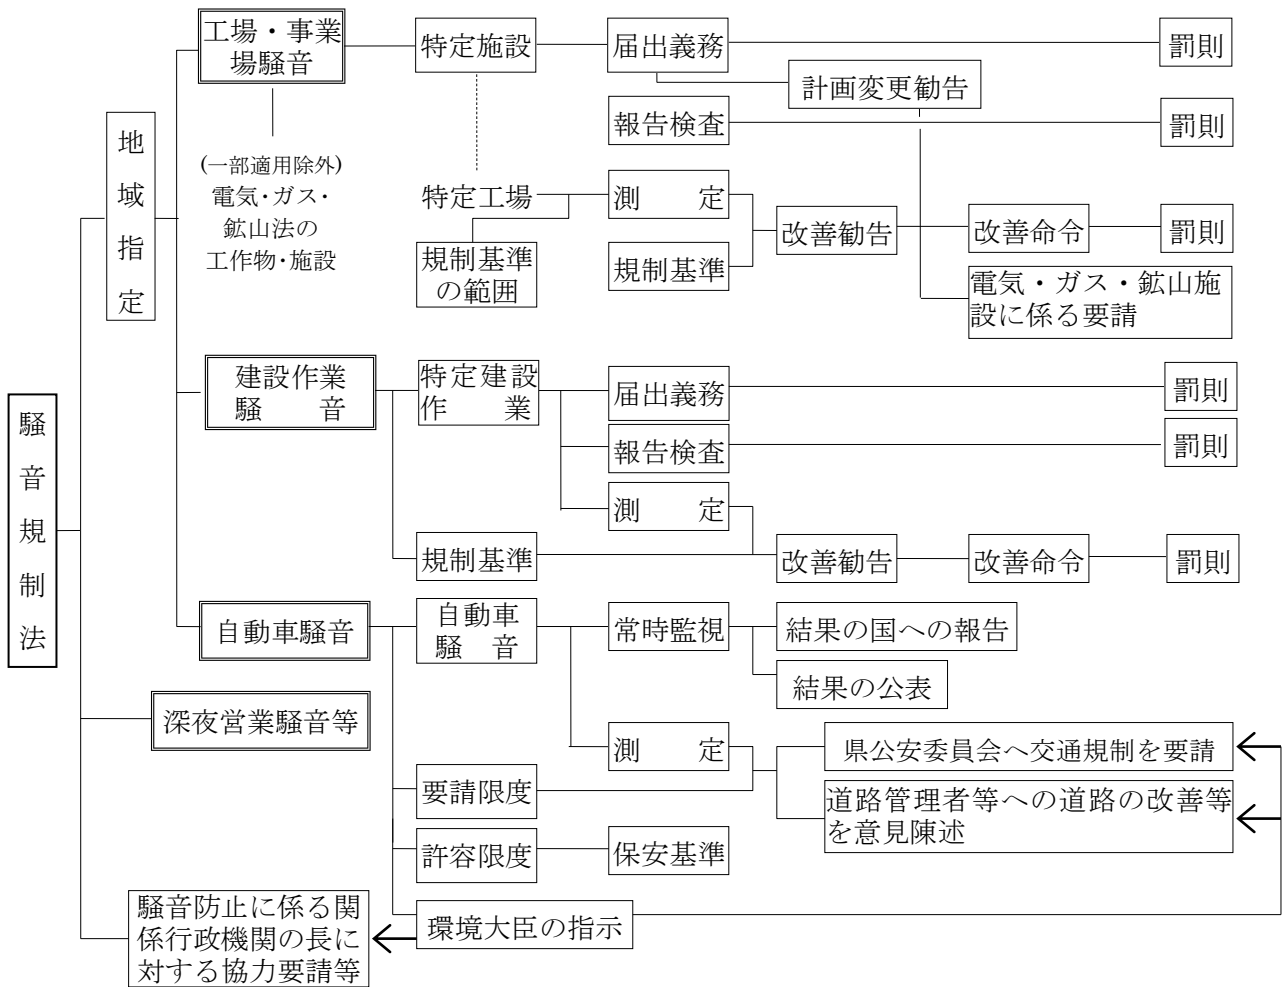 騒音規制法
地域指定
工場・事業
場騒音
(一部適用除外)
電気・ガス・
鉱山法の
工作物・施設
特定施設
届出義務
罰則
計画変更勧告
報告検査
罰則
特定工場
規制基準
の範囲
測　定
規制基準
改善勧告
改善命令
罰則
電気・ガス・鉱山施
設に係る要請
建設作業
騒　音
特定建設
作　業
届出義務
罰則
報告検査
罰則
測　定
規制基準
改善勧告
改善命令
罰則
自動車騒音
自動車
騒　音
常時監視
結果の国への報告
結果の公表
測　定
要請限度
県公安委員会へ交通規制を要請
道路管理者等への道路の改善等
を意見陳述
許容限度
保安基準
環境大臣の指示
深夜営業騒音等
騒音防止に係る関
係行政機関の長に
対する協力要請等